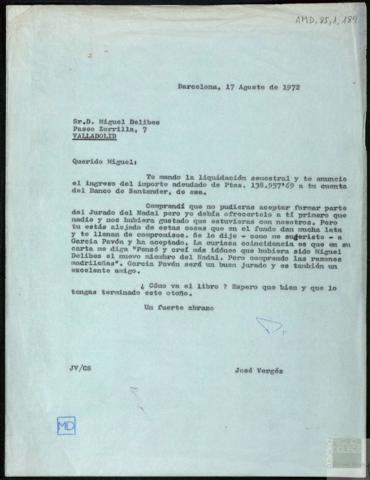 AMD, 85, 1, 184
Barcelona, 17 Agosto de 1972
Sr.D. Miguel Delibes
Paseo Zorrilla, 7
VALLADOLID
Querido Miguel:
Te mando la liquidación semestral y te anuncio
el ingreso del importe adeudado de Ptas. 138.957'69 a tu cuenta
del Banco de Santander, de esa.
Comprendí que no pudieras aceptar formar parte
del Jurado del Nadal pero yo debía ofrecertelo a tí primero que
nadie y nos hubiera gustado que estuvieras con nosotros. Pero
tu estás alejado de estas cosas que en el fondo dan mucha lata
y te llenan de compromisos. Se lo dije - como me sugeriste - a
García Pavón y ha aceptado. La curiosa coincidencia es que en su
carta me diga "Pensé y creí más idóneo que hubiera sido Miguel
Delibes el nuevo miembro del Nadal. Pero comprendo las razones
madrileñas". García Pavón será un buen jurado y es también un
excelente amigo.
¿ Cómo va el libro ? Espero que bien y que lo
tengas terminado este otoño.
Un fuerte abrazo
JV/CS José Vergés
MD